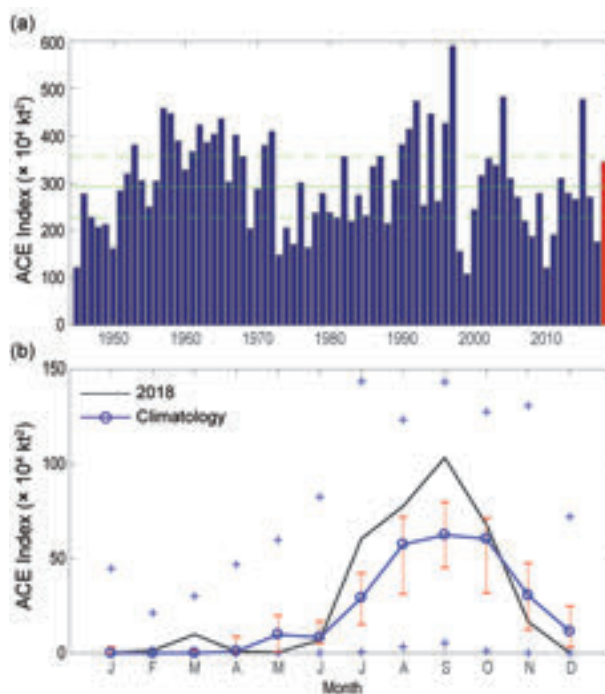 (a)
600
500
400
300
200
100
0
ACE Index (× 10⁴ kt²)
1950 1960 1970 1980 1990 2000 2010
(b)
150
100
50
0
ACE Index (× 10⁴ kt²)
2018
Climatology
J F M A M J J A S O N D
Month